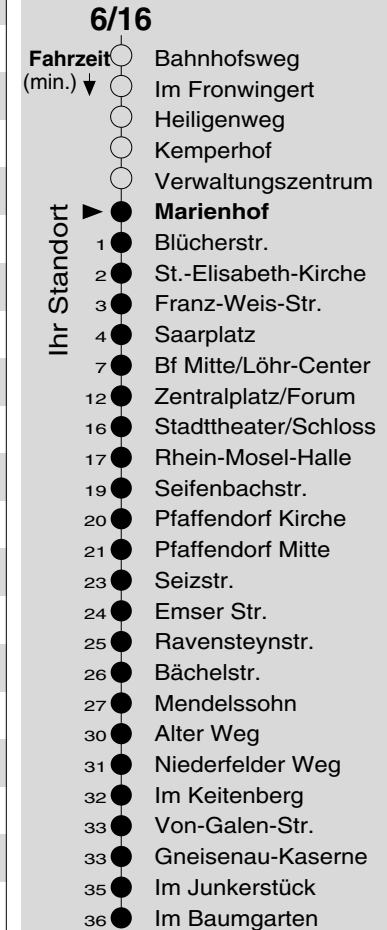 6/16
Fahrzeit Bahnhofsweg
(min.) Im Fronwingert
Heiligenweg
Kemperhof
Verwaltungszentrum
Ihr Standort
Marienhof
1 Blücherstr.
2 St.-Elisabeth-Kirche
3 Franz-Weis-Str.
4 Saarplatz
7 Bf Mitte/Löhr-Center
12 Zentralplatz/Forum
16 Stadttheater/Schloss
17 Rhein-Mosel-Halle
19 Seifenbachstr.
20 Pfaffendorf Kirche
21 Pfaffendorf Mitte
23 Seizstr.
24 Emser Str.
25 Ravensteynstr.
26 Bächelstr.
27 Mendelssohn
30 Alter Weg
31 Niederfelder Weg
32 Im Keitenberg
33 Von-Galen-Str.
33 Gneisenau-Kaserne
35 Im Junkerstück
36 Im Baumgarten